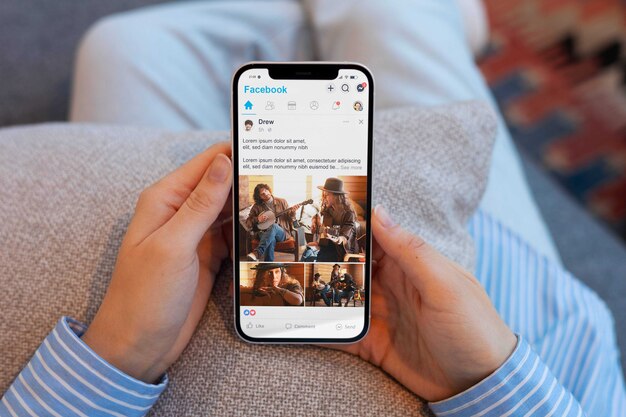 Facebook
Drew
5h
Lorem ipsum dolor sit amet,
elit, sed diam nonummy nibh
Lorem ipsum dolor sit amet, consectetuer adipiscing
elit, sed diam nonummy nibh euismod tie... See more
Like
Comment
Send